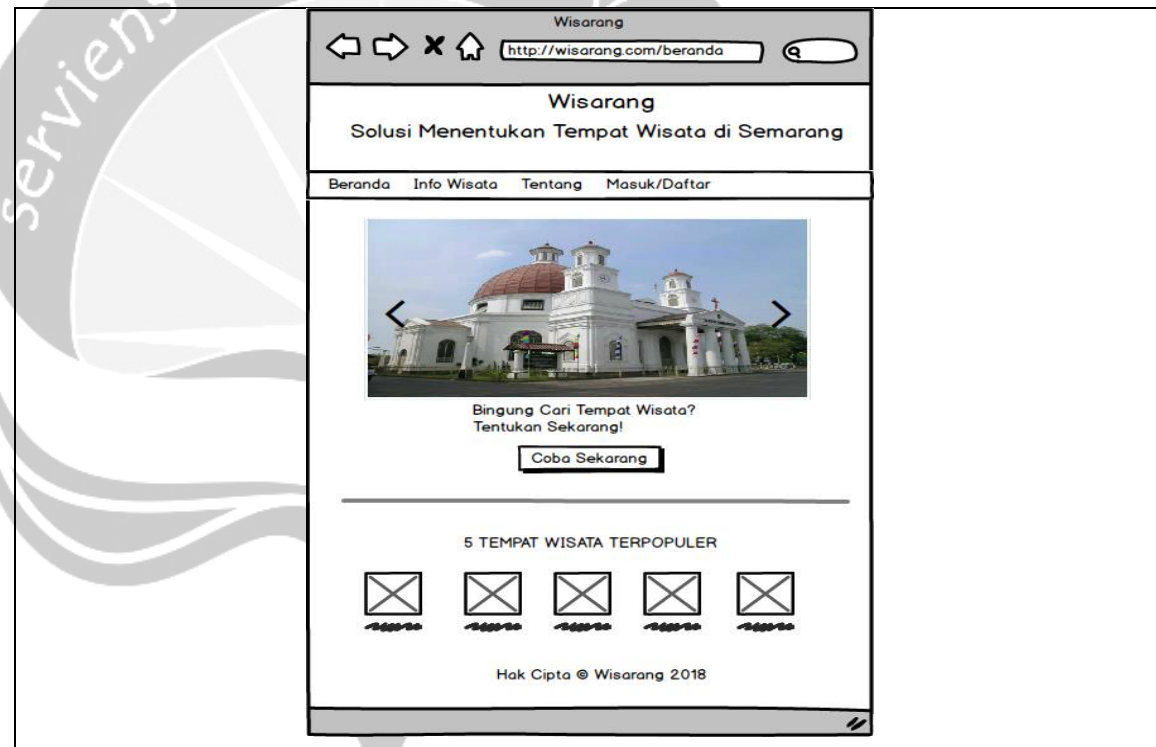 serviens
Wisarang
http://wisarang.com/beranda
Wisarang
Solusi Menentukan Tempat Wisata di Semarang
Beranda Info Wisata Tentang Masuk/Daftar
Bingung Cari Tempat Wisata?
Tentukan Sekarang!
Coba Sekarang
5 TEMPAT WISATA TERPOPULER
Hak Cipta © Wisarang 2018